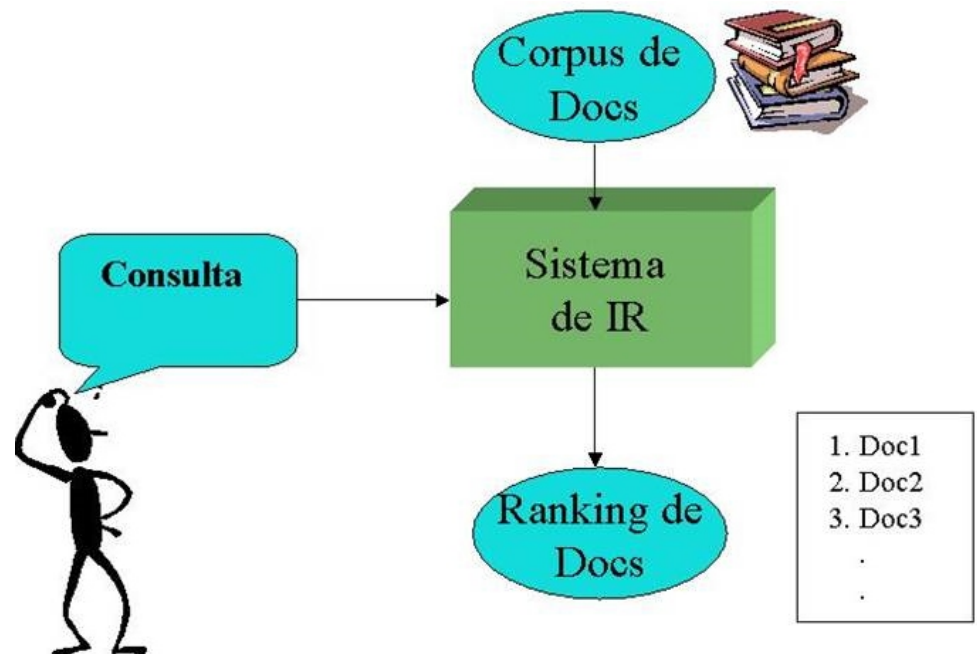 Corpus de
Docs
Consulta
Sistema
de IR
Ranking de
Docs
1. Doc1
2. Doc2
3. Doc3
.
.